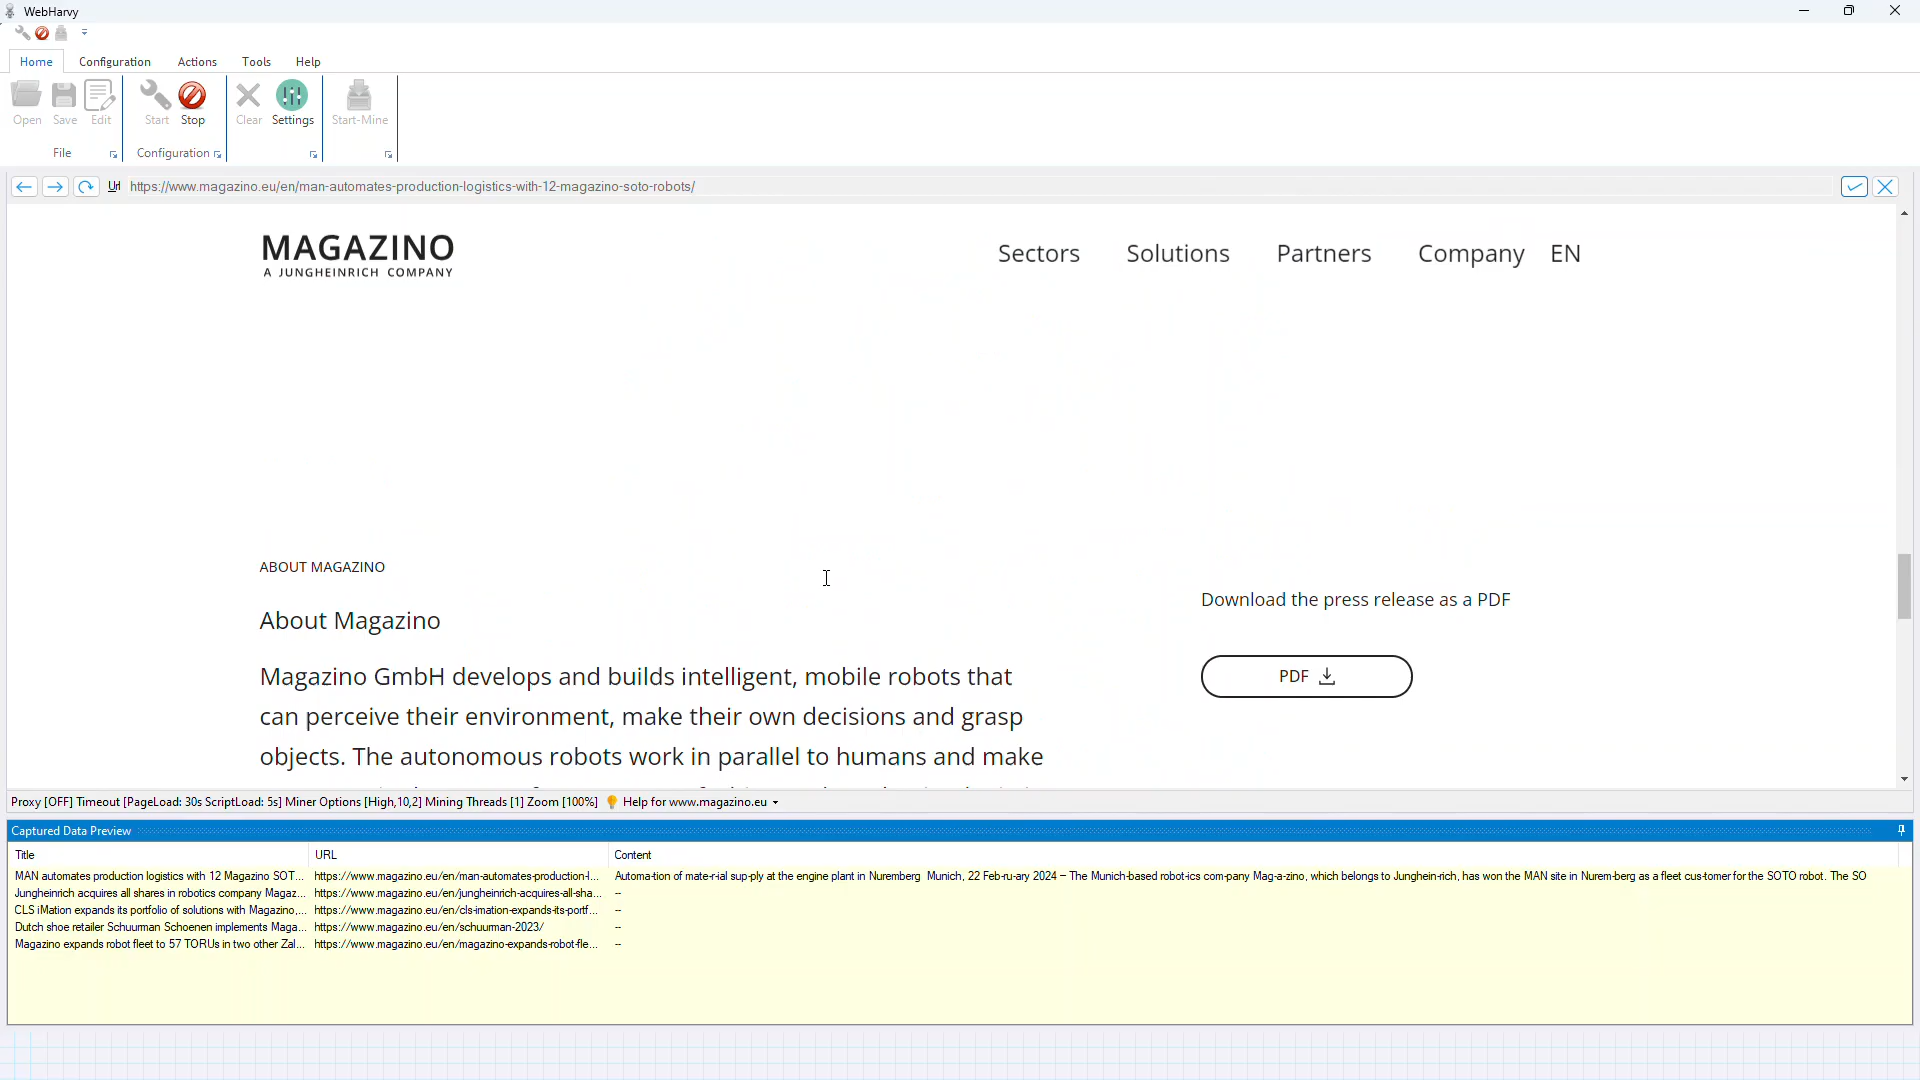 WebHarvy
Home Configuration Actions Tools Help
Open Save Edit Start Stop Clear Settings Start-Mine
File Configuration
Url https://www.magazino.eu/en/man-automates-production-logistics-with-12-magazino-soto-robots/
MAGAZINO
A JUNGHEINRICH COMPANY
Sectors Solutions Partners Company EN
ABOUT MAGAZINO
About Magazino
Magazino GmbH develops and builds intelligent, mobile robots that
can perceive their environment, make their own decisions and grasp
objects. The autonomous robots work in parallel to humans and make
Download the press release as a PDF
PDF
Proxy [OFF] Timeout [PageLoad: 30s ScriptLoad: 5s] Miner Options [High,10,2] Mining Threads [1] Zoom [100%] Help for www.magazino.eu
Captured Data Preview
Title URL Content
MAN automates production logistics with 12 Magazino SOT... https://www.magazino.eu/en/man-automates-production-l... Automa-tion of mate-r-ial sup-ply at the engine plant in Nuremberg Munich, 22 Feb-ru-ary 2024 – The Munich-based robot-ics com-pany Mag-a-zino, which belongs to Junghein-rich, has won the MAN site in Nurem-berg as a fleet cus-tomer for the SOTO robot. The SO
Jungheinrich acquires all shares in robotics company Magaz... https://www.magazino.eu/en/jungheinrich-acquires-all-sha... --
CLS iMation expands its portfolio of solutions with Magazino,... https://www.magazino.eu/en/cls-imation-expands-its-portf... --
Dutch shoe retailer Schuurman Schoenen implements Maga... https://www.magazino.eu/en/schuurman-2023/ --
Magazino expands robot fleet to 57 TORUs in two other Zal... https://www.magazino.eu/en/magazino-expands-robot-fle... --